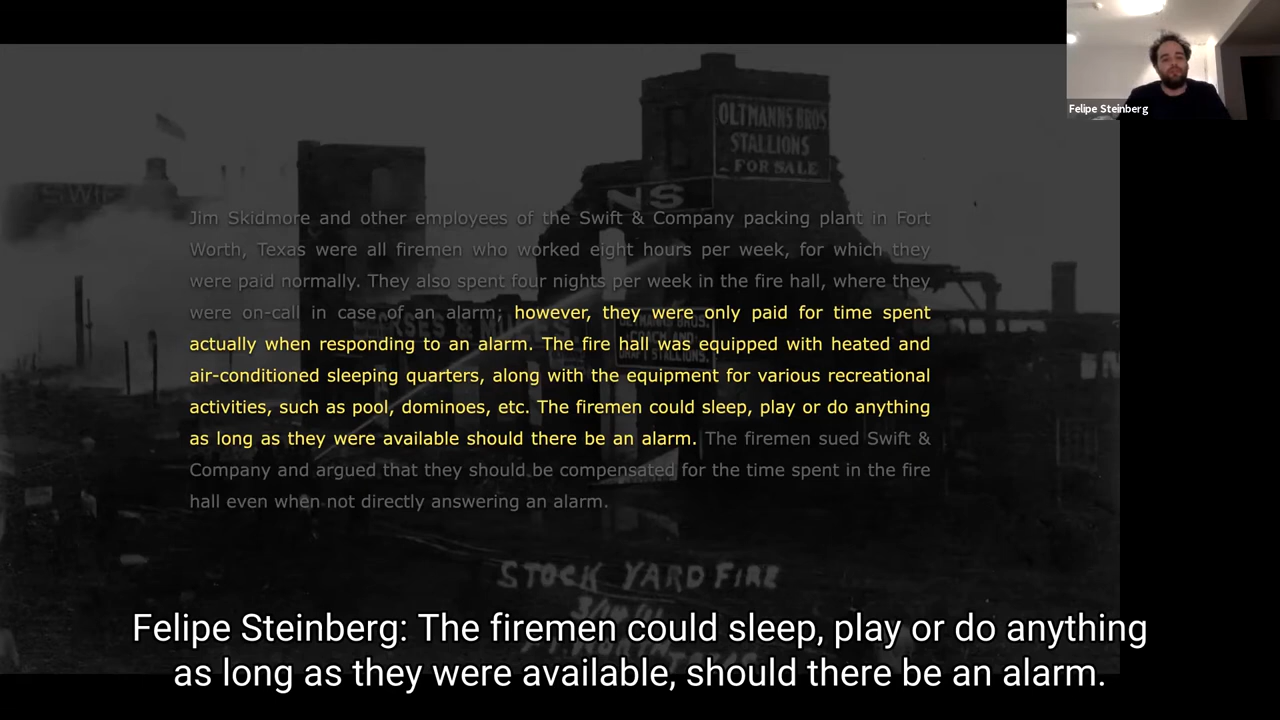 Felipe Steinberg
OLTMANNS BROS
STALLIONS
FOR SALE
NS
Jim Skidmore and other employees of the Swift & Company packing plant in Fort
Worth, Texas were all firemen who worked eight hours per week, for which they
were paid normally. They also spent four nights per week in the fire hall, where they
were on-call in case of an alarm; however, they were only paid for time spent
actually when responding to an alarm. The fire hall was equipped with heated and
air-conditioned sleeping quarters, along with the equipment for various recreational
activities, such as pool, dominoes, etc. The firemen could sleep, play or do anything
as long as they were available should there be an alarm. The firemen sued Swift &
Company and argued that they should be compensated for the time spent in the fire
hall even when not directly answering an alarm.
STOCK YARD FIRE
Felipe Steinberg: The firemen could sleep, play or do anything
as long as they were available, should there be an alarm.